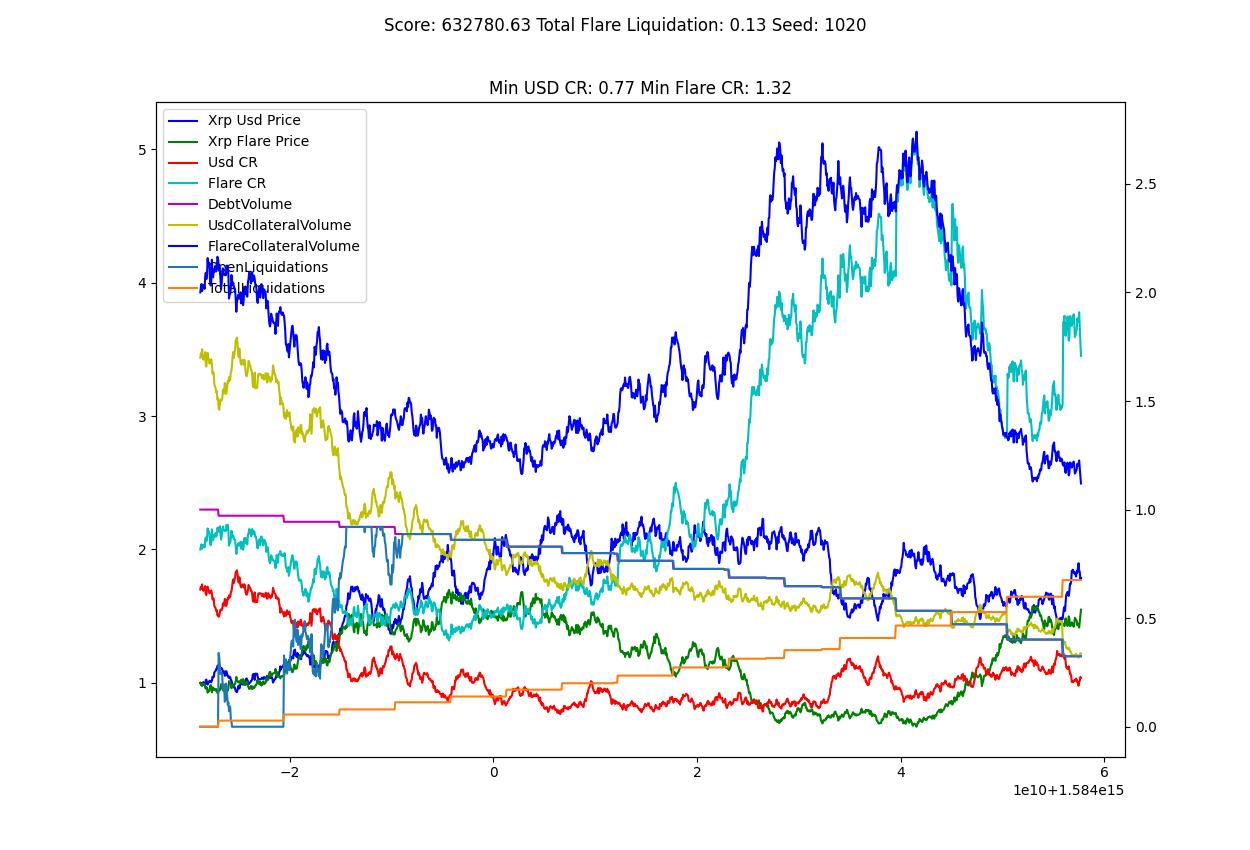 Score: 632780.63 Total Flare Liquidation: 0.13 Seed: 1020
Min USD CR: 0.77 Min Flare CR: 1.32
Xrp Usd Price
Xrp Flare Price
Usd CR
Flare CR
DebtVolume
UsdCollateralVolume
FlareCollateralVolume
OpenLiquidations
TotalLiquidations
5
4
3
2
1
2.5
2.0
1.5
1.0
0.5
0.0
−2
0
2
4
6
1e10+1.584e15